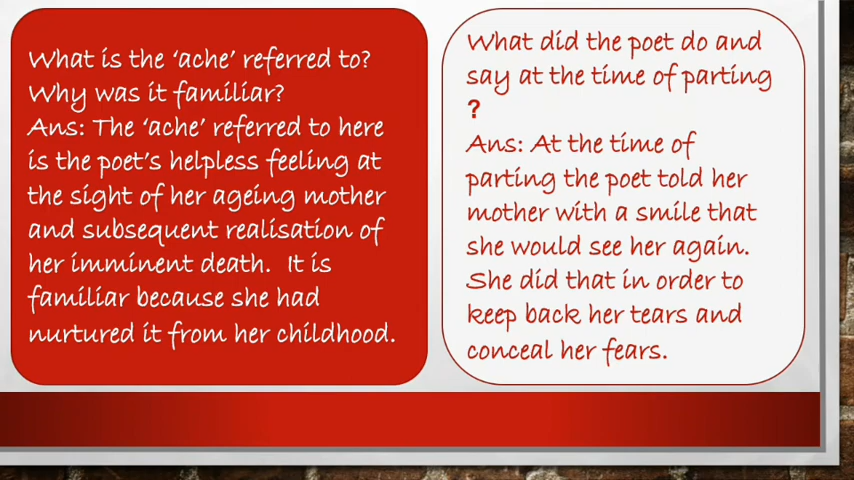 What is the ‘ache’ referred to?
Why was it familiar?
Ans: The ‘ache’ referred to here
is the poet’s helpless feeling at
the sight of her ageing mother
and subsequent realisation of
her imminent death. It is
familiar because she had
nurtured it from her childhood.
What did the poet do and
say at the time of parting
?
Ans: At the time of
parting the poet told her
mother with a smile that
she would see her again.
She did that in order to
keep back her tears and
conceal her fears.